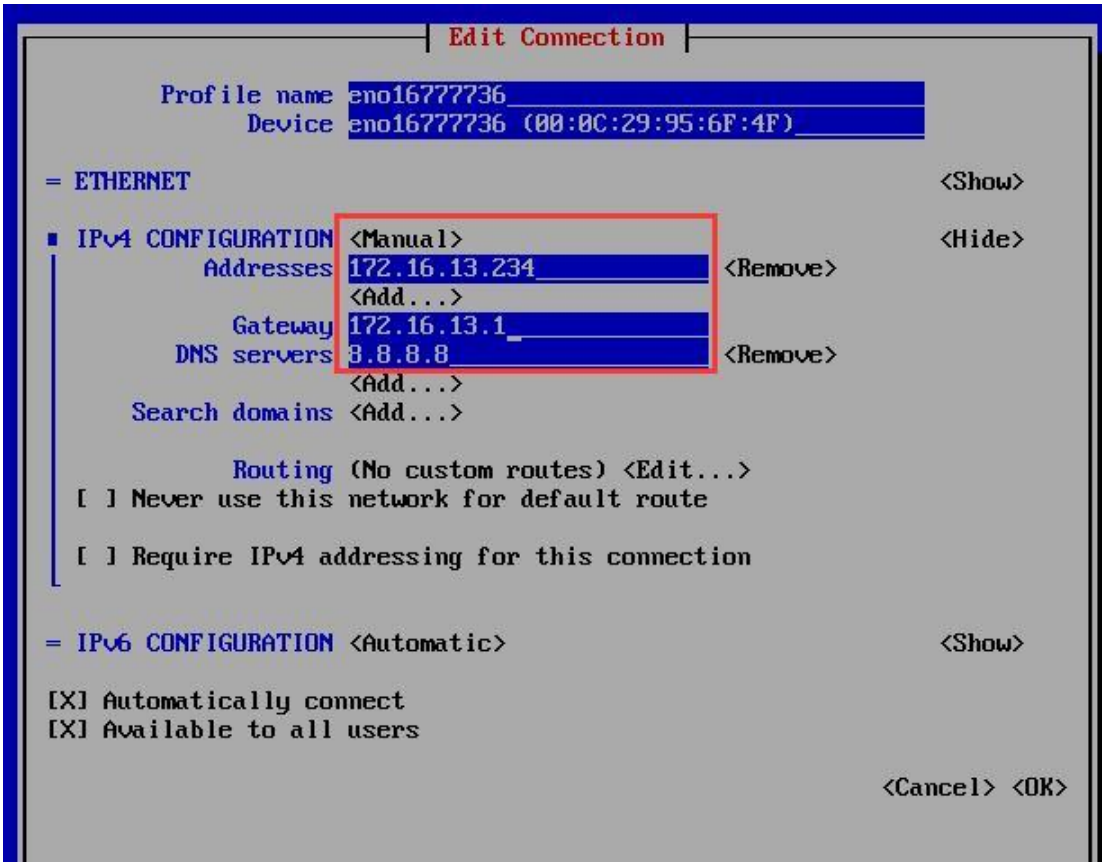 Edit Connection
Profile name eno16777736
Device eno16777736 (00:0C:29:95:6F:4F)
= ETHERNET <Show>
IPv4 CONFIGURATION <Manual> <Hide>
Addresses 172.16.13.234 <Remove>
<Add...>
Gateway 172.16.13.1
DNS servers 8.8.8.8 <Remove>
<Add...>
Search domains <Add...>
Routing (No custom routes) <Edit...>
[ ] Never use this network for default route
[ ] Require IPv4 addressing for this connection
= IPv6 CONFIGURATION <Automatic> <Show>
[X] Automatically connect
[X] Available to all users
<Cancel> <OK>